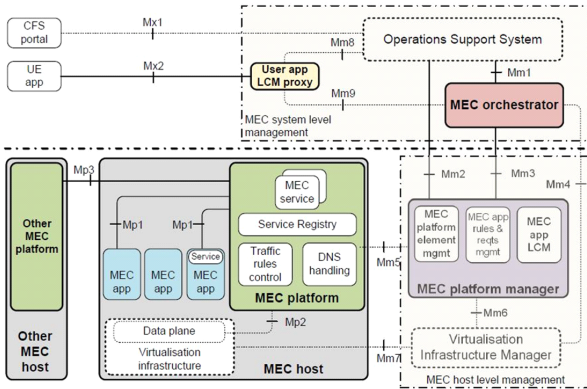 CFS
portal
Mx1
Operations Support System
Mm8
UE
app
Mx2
User app
LCM proxy
Mm9
Mm1
MEC orchestrator
MEC system level
management
Mp3
Mm2
Mm3
Mm4
Other
MEC
platform
Other
MEC
host
MEC
service
Mp1
Mp1
Service Registry
Traffic
rules
control
DNS
handling
MEC platform
MEC
app
MEC
app
Service
MEC
app
Mm5
MEC
platform
element
mgmt
MEC app
rules &
reqts
mgmt
MEC
app
LCM
MEC platform manager
Mp2
Data plane
Virtualisation
infrastructure
MEC host
Mm6
Mm7
Virtualisation
Infrastructure Manager
MEC host level management